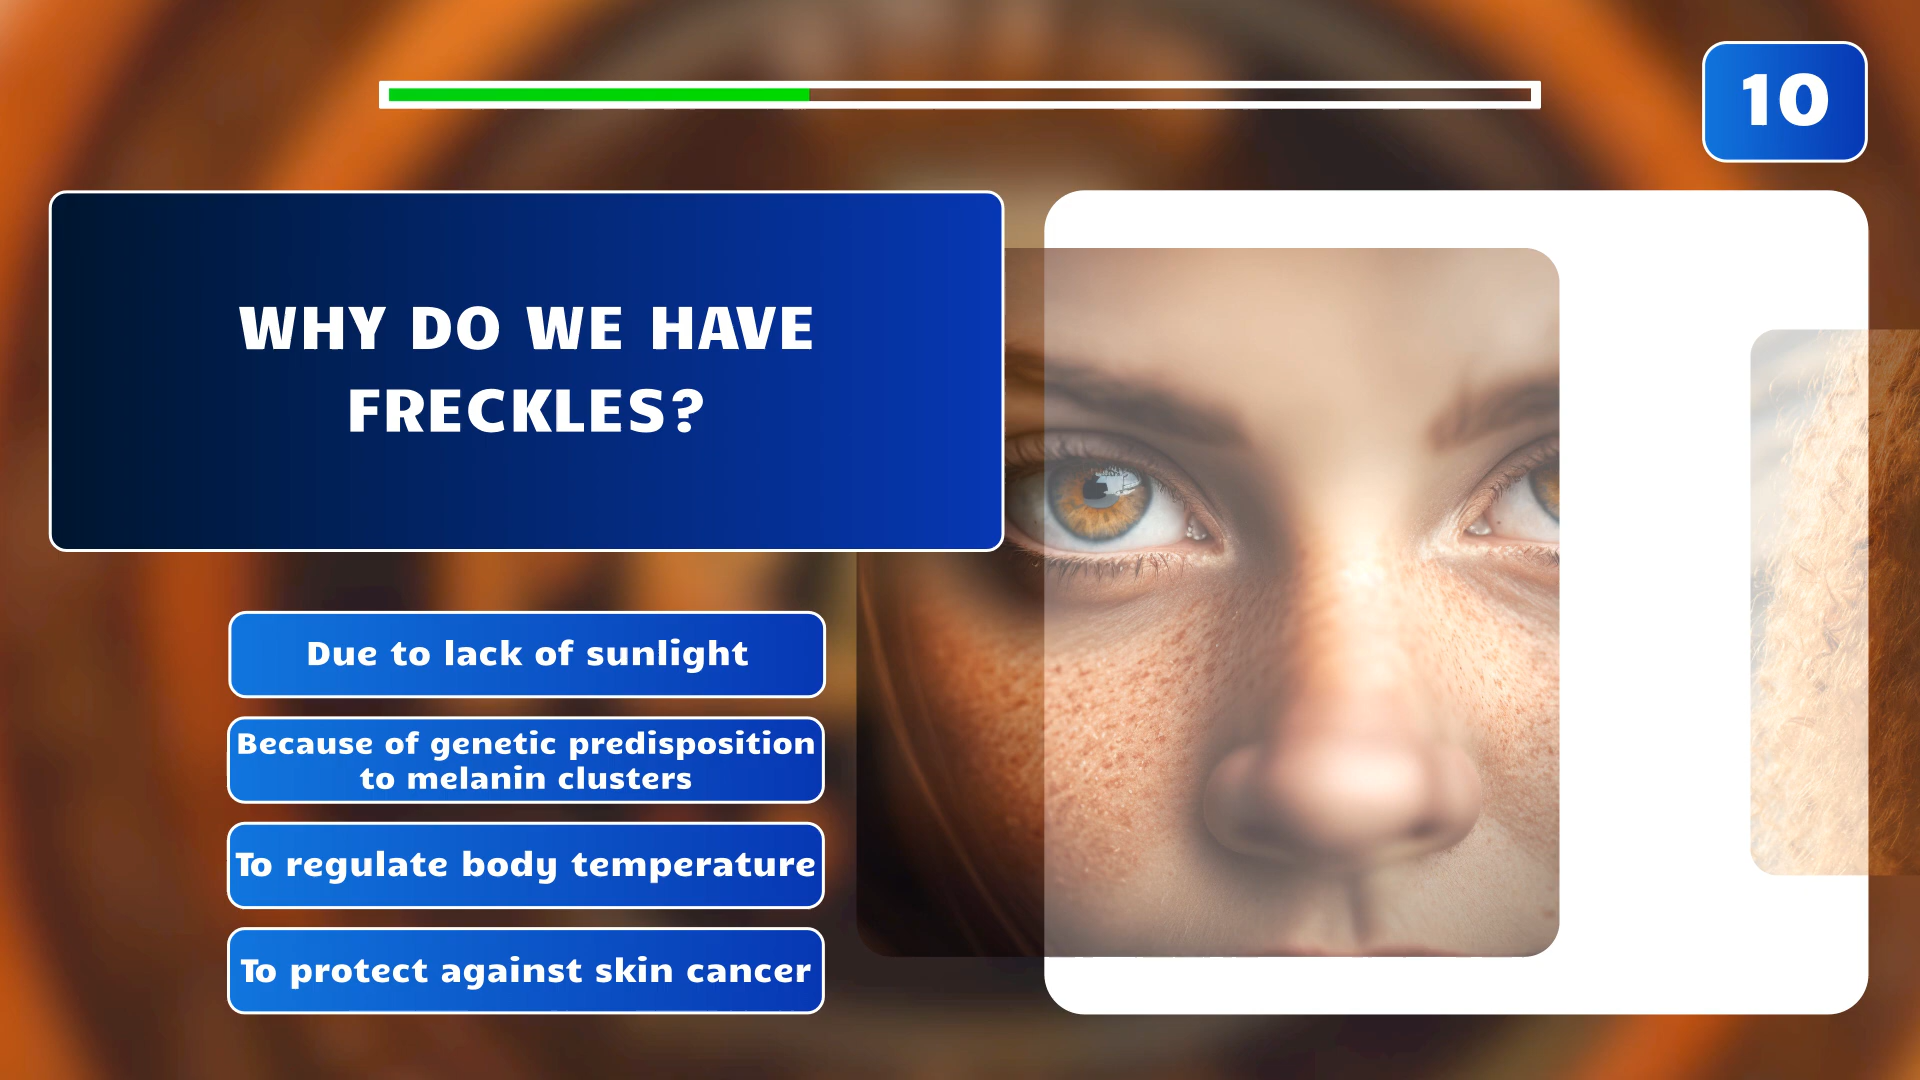 10
WHY DO WE HAVE
FRECKLES?
Due to lack of sunlight
Because of genetic predisposition
to melanin clusters
To regulate body temperature
To protect against skin cancer